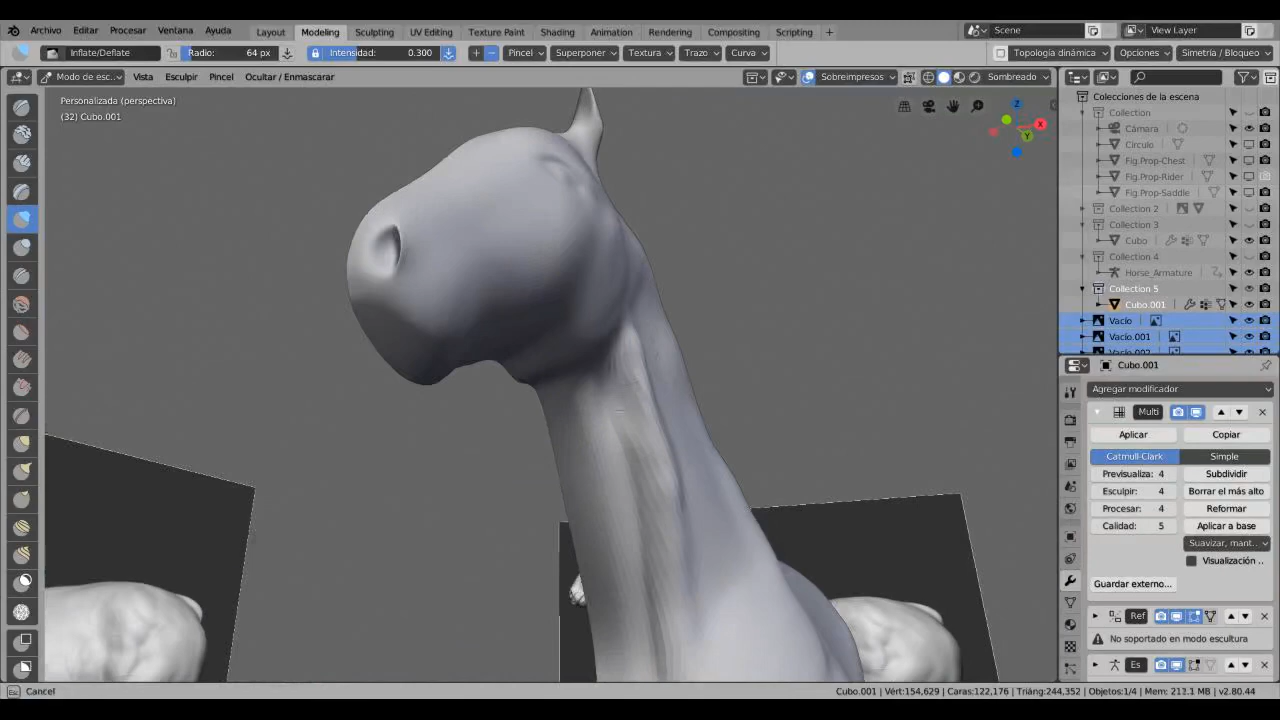 Archivo Editar Procesar Ventana Ayuda Layout Modeling Sculpting UV Editing Texture Paint Shading Animation Rendering Compositing Scripting + Scene View Layer
Inflate/Deflate Radio: 64 px Intensidad: 0.300 Pincel Superponer Textura Trazo Curva Topología dinámica Opciones Simetría / Bloqueo
Modo de esc.. Vista Esculpir Pincel Ocultar / Enmascarar Sobreimpresos Sombreado
Personalizada (perspectiva)
(32) Cubo.001
Z
X
Y
Colecciones de la escena
Collection
Cámara
Círculo
Fig.Prop-Chest
Fig.Prop-Rider
Fig.Prop-Saddle
Collection 2
Collection 3
Cubo
Collection 4
Horse_Armature
Collection 5
Cubo.001
Vacío
Vacío.001
Vacío.002
Cubo.001
Agregar modificador
Multi
Aplicar Copiar
Catmull-Clark Simple
Previsualiza: 4 Subdividir
Esculpir: 4 Borrar el más alto
Procesar: 4 Reformar
Calidad: 5 Aplicar a base
Suavizar, mant..
Visualización ..
Guardar externo...
Ref
No soportado en modo escultura
Es
Esc Cancel Cubo.001 | Vért:154,629 | Caras:122,176 | Triáng:244,352 | Objetos:1/4 | Mem: 212.1 MB | v2.80.44